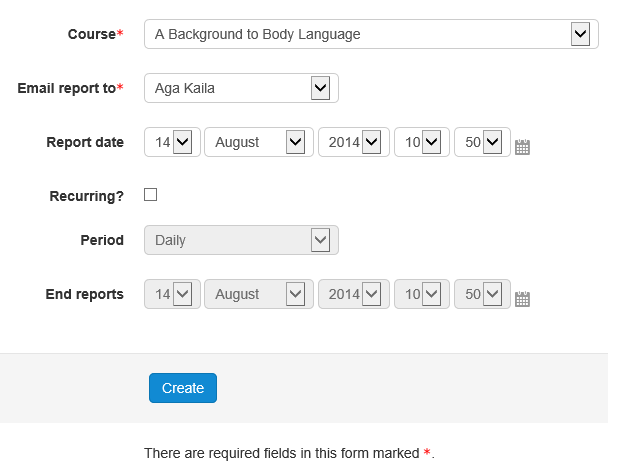 Course* A Background to Body Language
Email report to* Aga Kaila
Report date 14 August 2014 10 50
Recurring?
Period Daily
End reports 14 August 2014 10 50
Create
There are required fields in this form marked *.